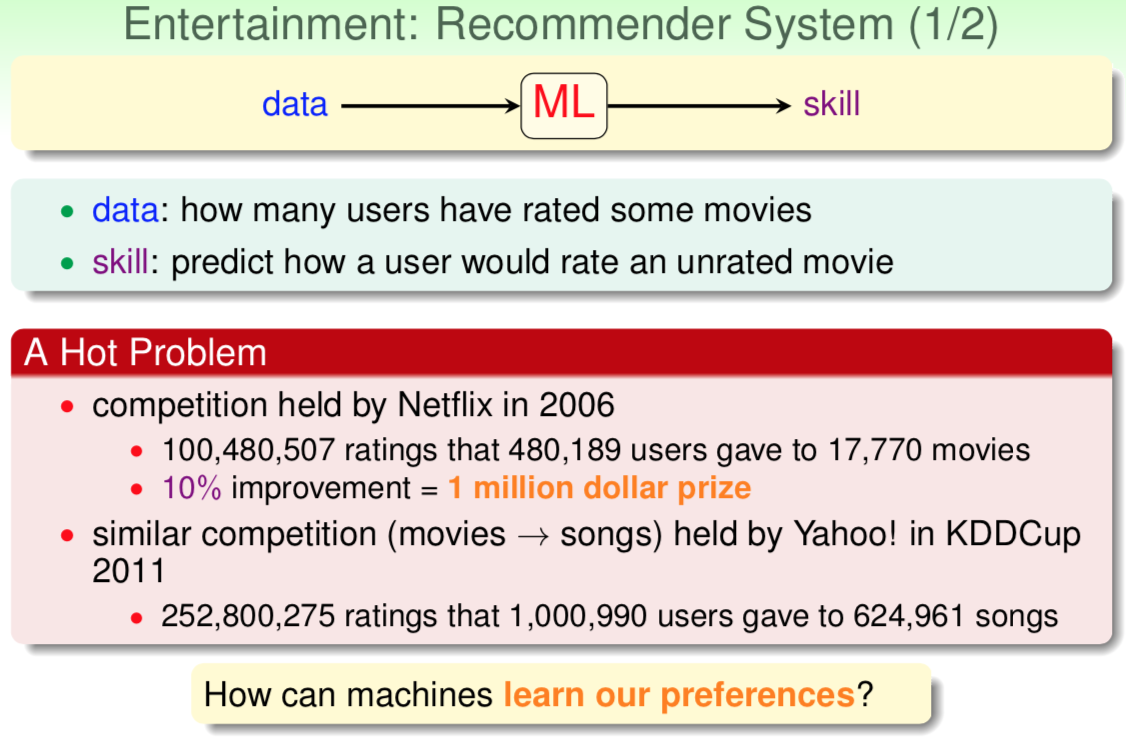 Entertainment: Recommender System (1/2)
data → ML → skill
• data: how many users have rated some movies
• skill: predict how a user would rate an unrated movie
A Hot Problem
• competition held by Netflix in 2006
• 100,480,507 ratings that 480,189 users gave to 17,770 movies
• 10% improvement = 1 million dollar prize
• similar competition (movies → songs) held by Yahoo! in KDDCup
2011
• 252,800,275 ratings that 1,000,990 users gave to 624,961 songs
How can machines learn our preferences?